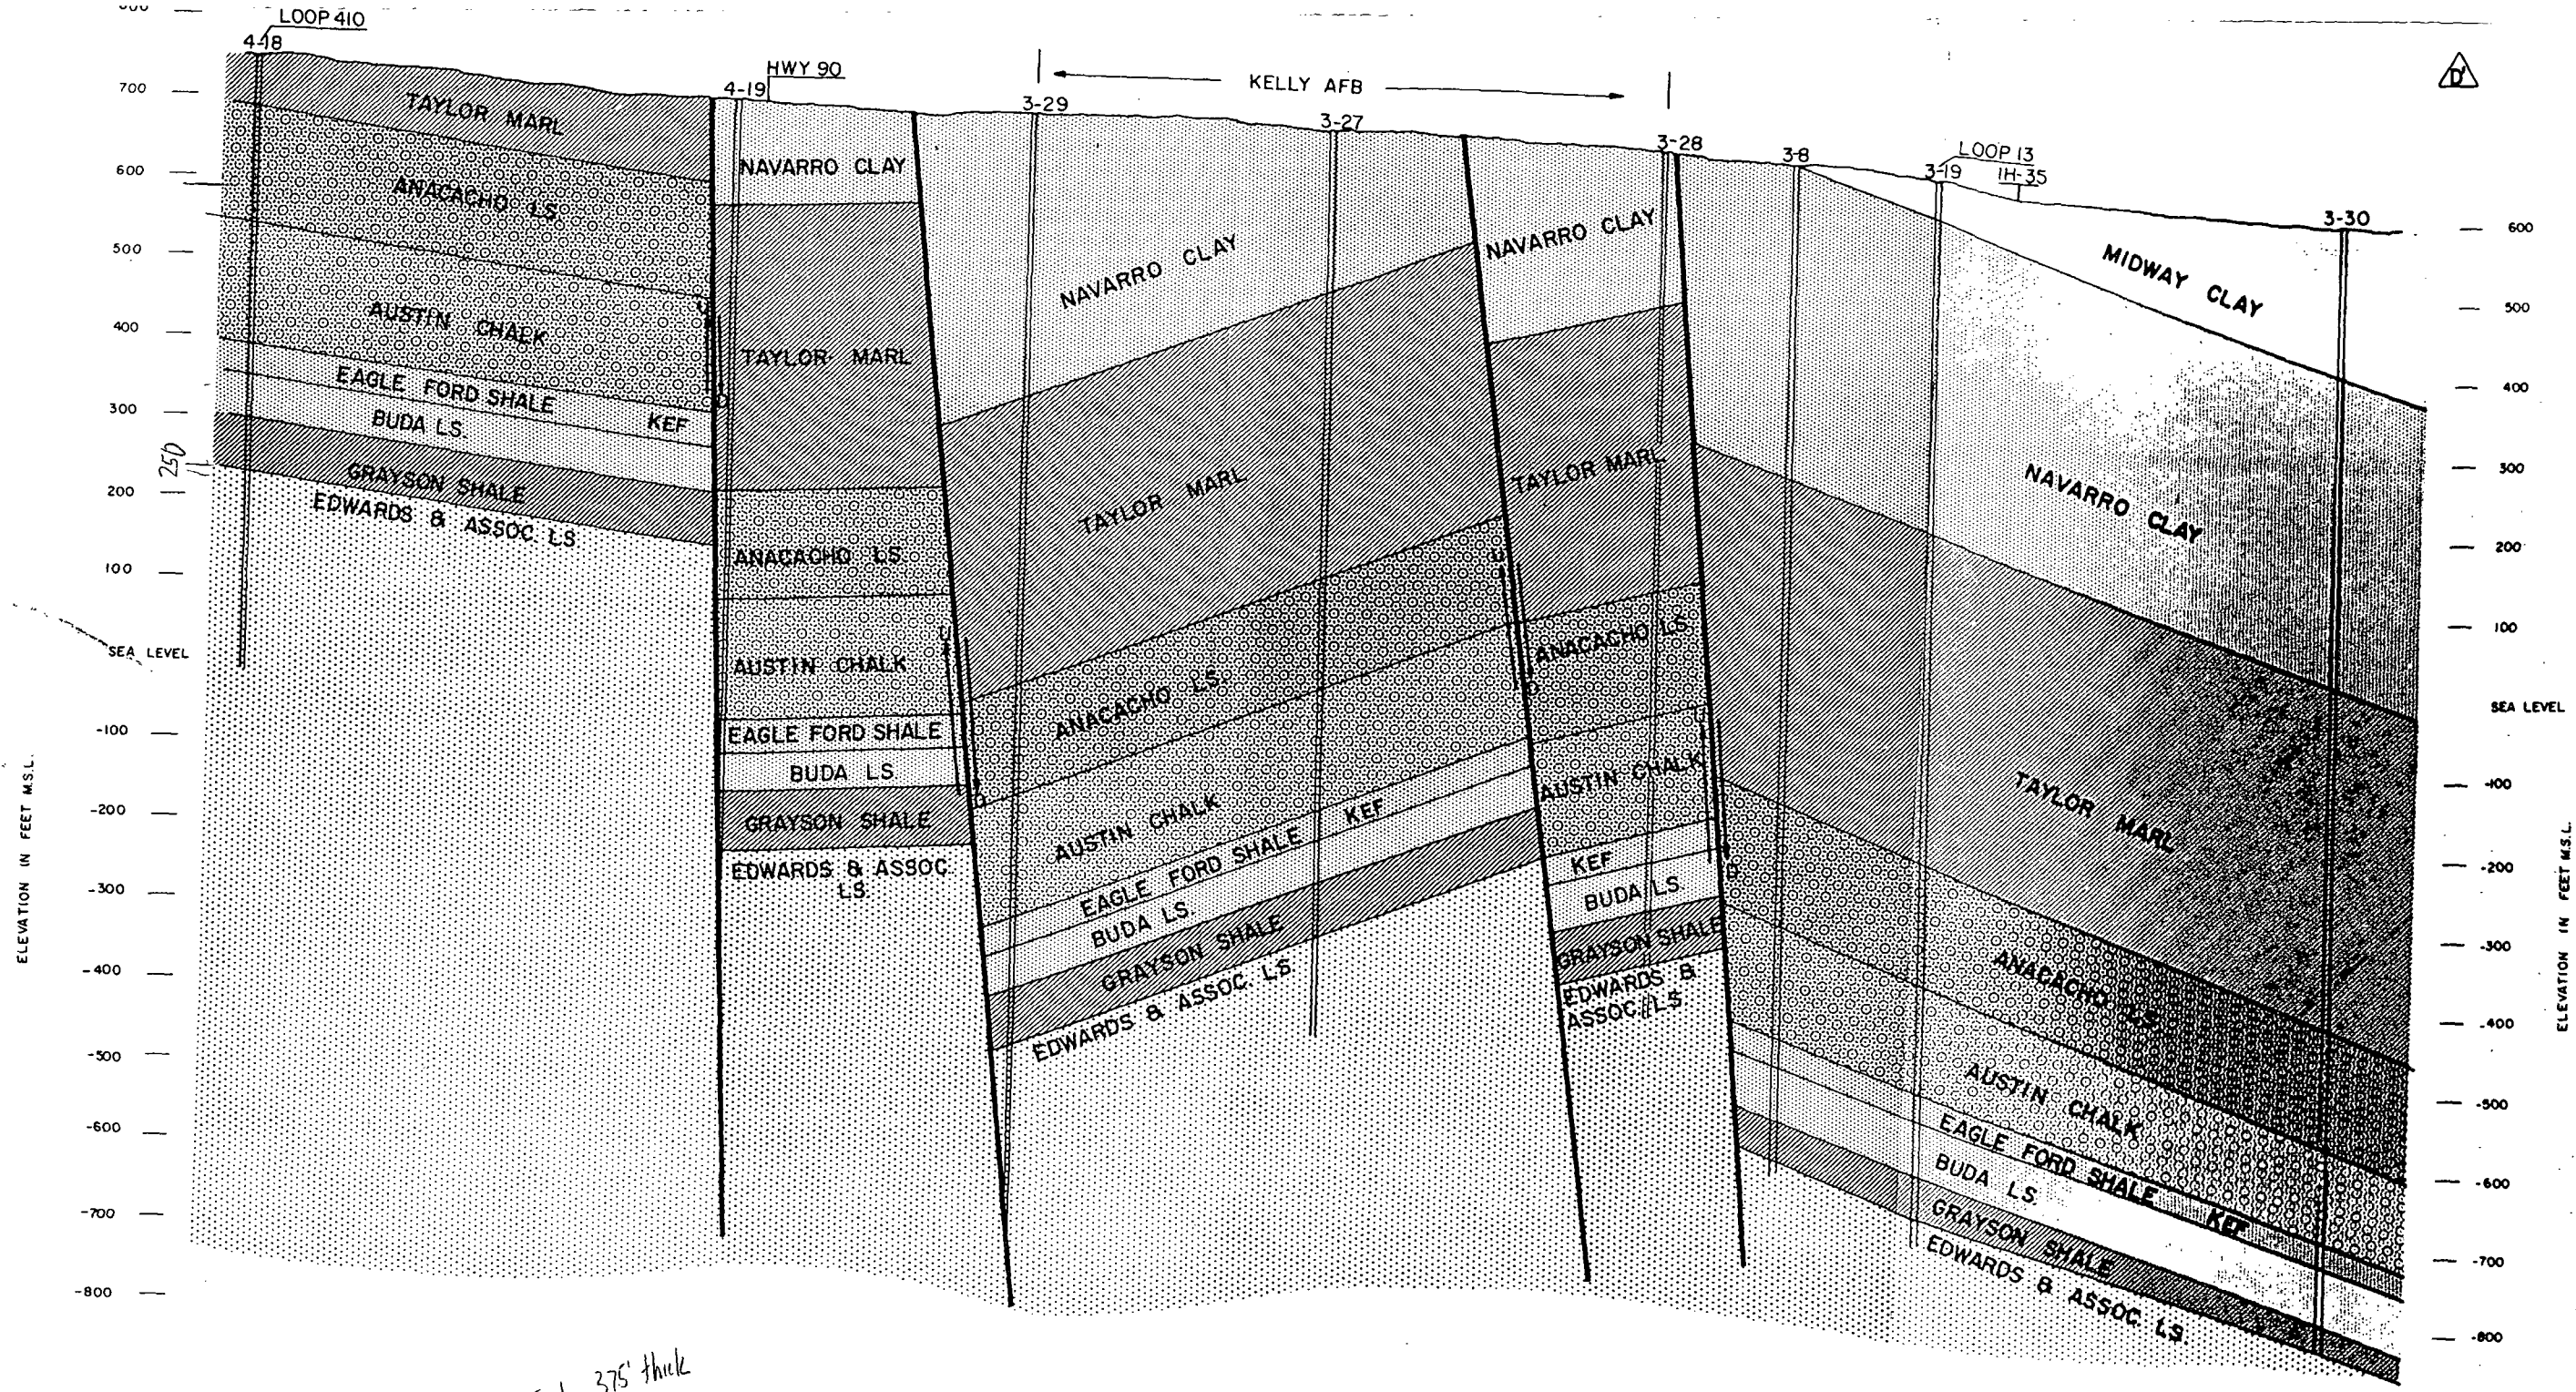 LOOP 410
4-18
HWY 90
4-19
3-29
KELLY AFB
3-27
3-28
3-8
3-19
LOOP 13
IH-35
3-30
D'
700
600
500
400
300
250
200
100
SEA LEVEL
-100
-200
-300
-400
-500
-600
-700
-800
ELEVATION IN FEET M.S.L.
TAYLOR MARL
ANACACHO LS.
AUSTIN CHALK
EAGLE FORD SHALE
KEF
BUDA LS.
GRAYSON SHALE
EDWARDS & ASSOC. LS
U
D
NAVARRO CLAY
TAYLOR MARL
ANACACHO LS.
AUSTIN CHALK
EAGLE FORD SHALE
BUDA LS
GRAYSON SHALE
EDWARDS & ASSOC.
LS.
U
D
NAVARRO CLAY
TAYLOR MARL
ANACACHO LS.
AUSTIN CHALK
EAGLE FORD SHALE
KEF
BUDA LS.
GRAYSON SHALE
EDWARDS & ASSOC. LS
U
D
NAVARRO CLAY
TAYLOR MARL
ANACACHO LS.
AUSTIN CHALK
KEF
BUDA LS
GRAYSON SHALE
EDWARDS &
ASSOC. LS
U
D
MIDWAY CLAY
NAVARRO CLAY
TAYLOR MARL
ANACACHO LS.
AUSTIN CHALK
EAGLE FORD SHALE
KEF
BUDA LS.
GRAYSON SHALE
EDWARDS & ASSOC. LS.
600
500
400
300
200
100
SEA LEVEL
-100
-200
-300
-400
-500
-600
-700
-800
ELEVATION IN FEET M.S.L.
375' thick